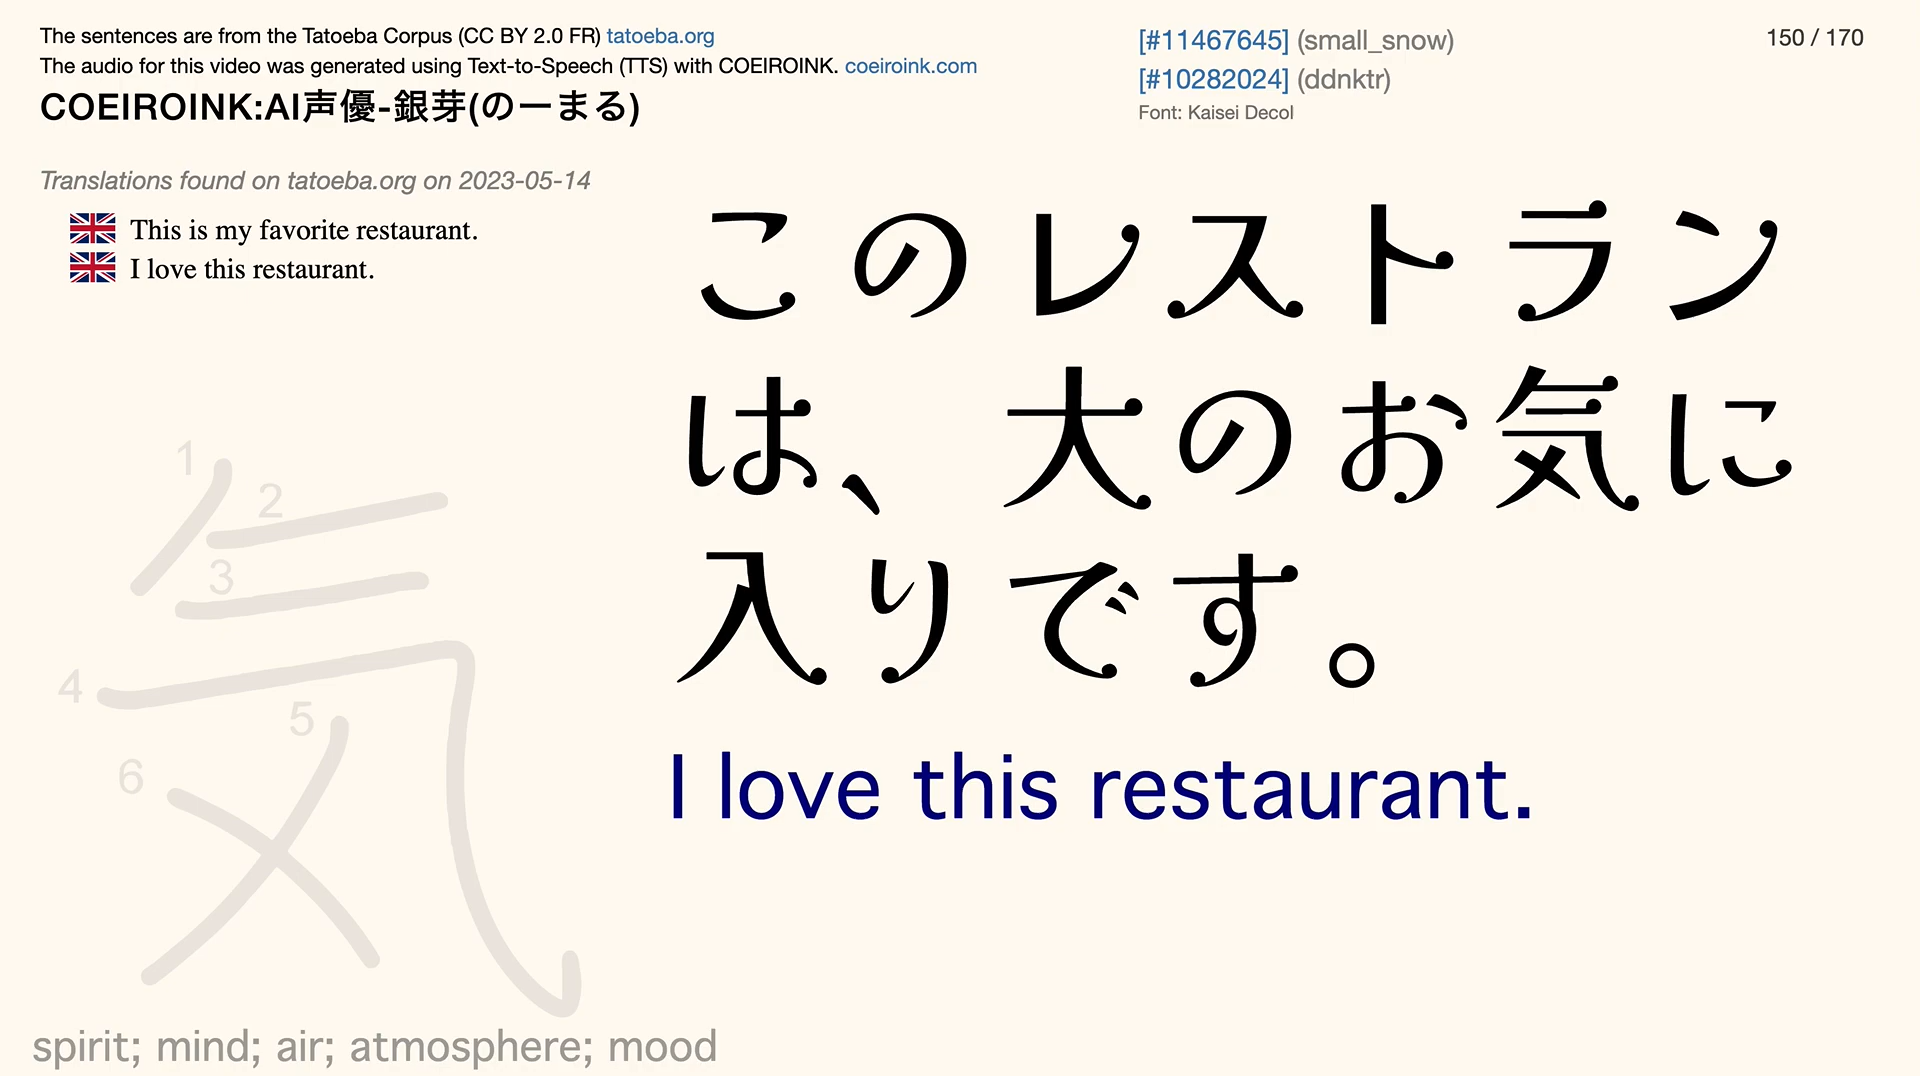 The sentences are from the Tatoeba Corpus (CC BY 2.0 FR) tatoeba.org
The audio for this video was generated using Text-to-Speech (TTS) with COEIROINK. coeiroink.com
COEIROINK:AI声優-銀芽(のーまる)
[#11467645] (small_snow)
[#10282024] (ddnktr)
Font: Kaisei Decol
150 / 170
Translations found on tatoeba.org on 2023-05-14
This is my favorite restaurant.
I love this restaurant.
このレストラン
は、大のお気に
入りです。
I love this restaurant.
1
2
3
4
5
6
気
spirit; mind; air; atmosphere; mood